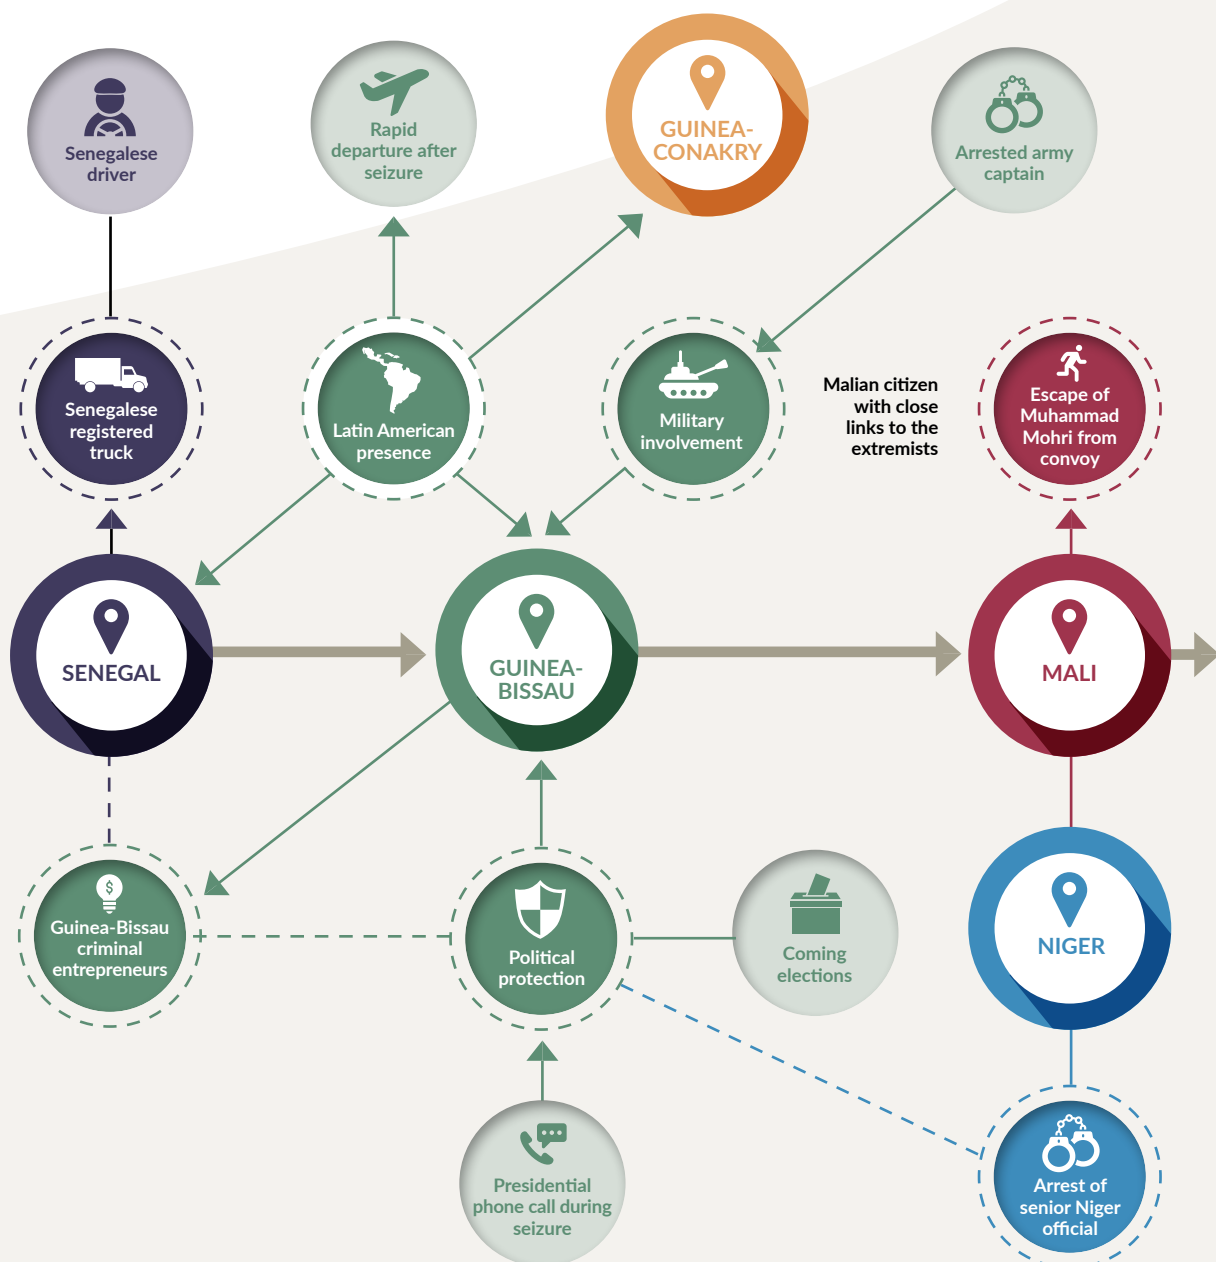 Senegalese
driver
Rapid
departure after
seizure
GUINEA-
CONAKRY
Arrested army
captain
Senegalese
registered
truck
Latin American
presence
Military
involvement
Malian citizen
with close
links to the
extremists
Escape of
Muhammad
Mohri from
convoy
SENEGAL
GUINEA-
BISSAU
MALI
$
Guinea-Bissau
criminal
entrepreneurs
Political
protection
Coming
elections
NIGER
Presidential
phone call during
seizure
Arrest of
senior Niger
official